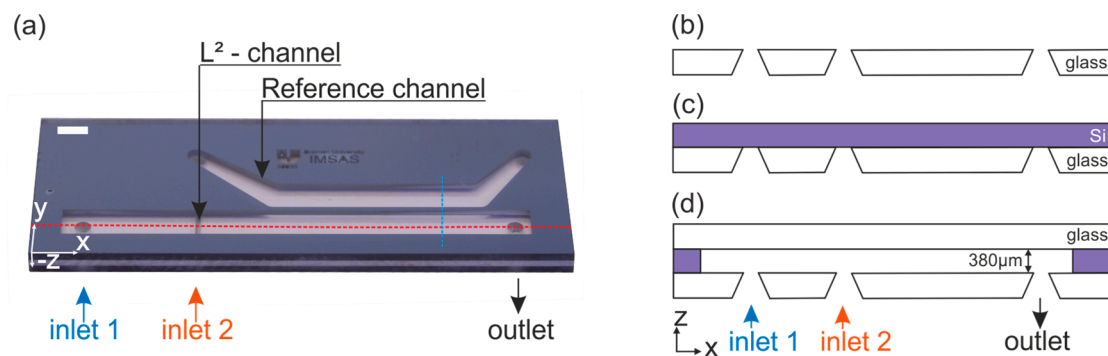 (a)
L² - channel
Reference channel
IMSAS
y
x
-z
inlet 1
inlet 2
outlet
(b)
glass
(c)
Si
glass
(d)
glass
380μm
z
x
inlet 1
inlet 2
outlet